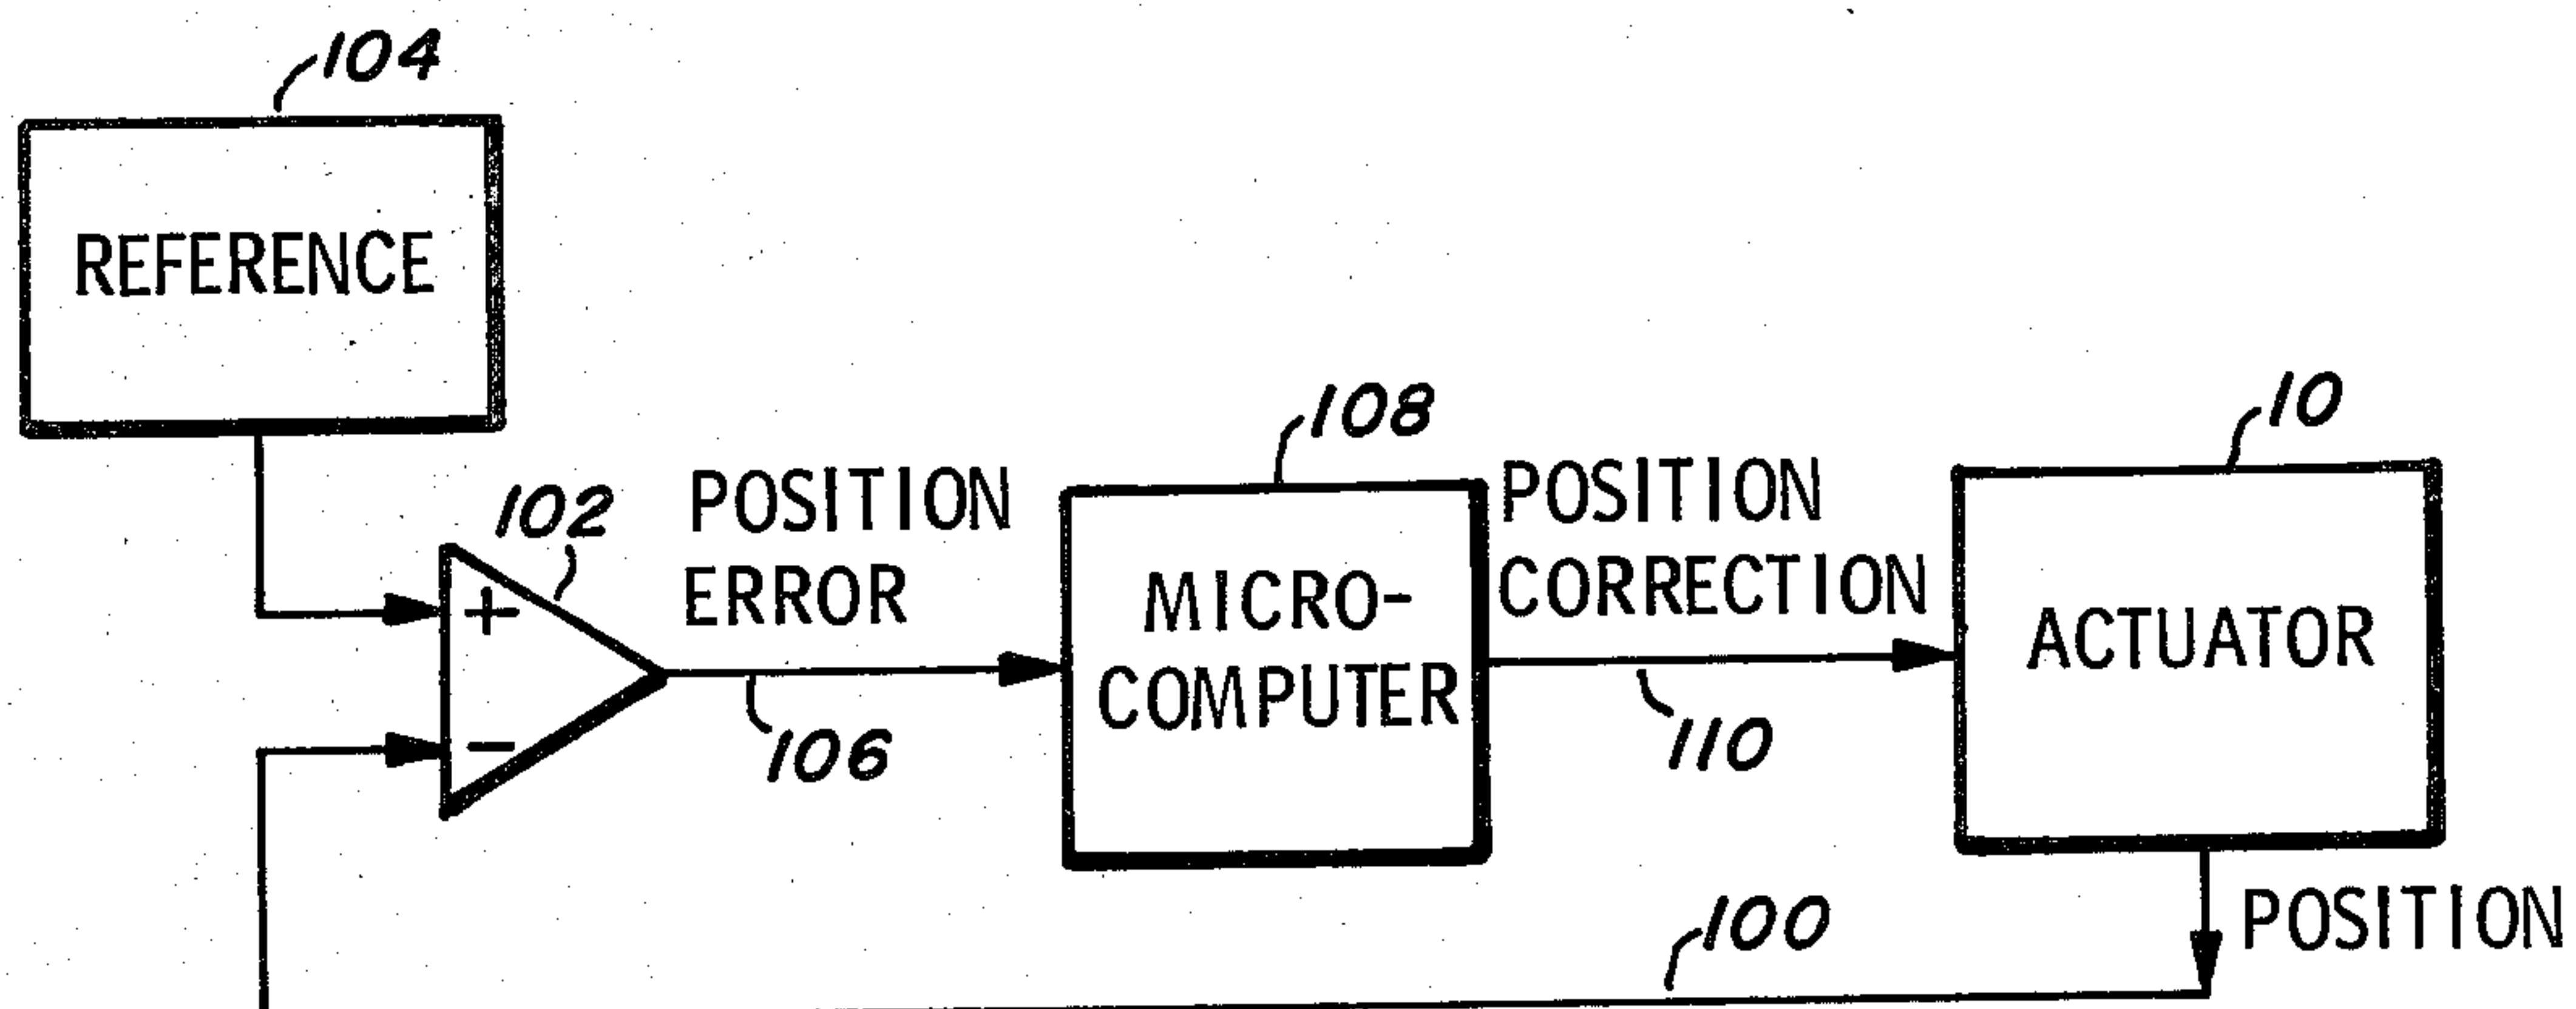 104
REFERENCE
102
+
-
POSITION
ERROR
106
108
MICRO-
COMPUTER
POSITION
CORRECTION
110
10
ACTUATOR
POSITION
100